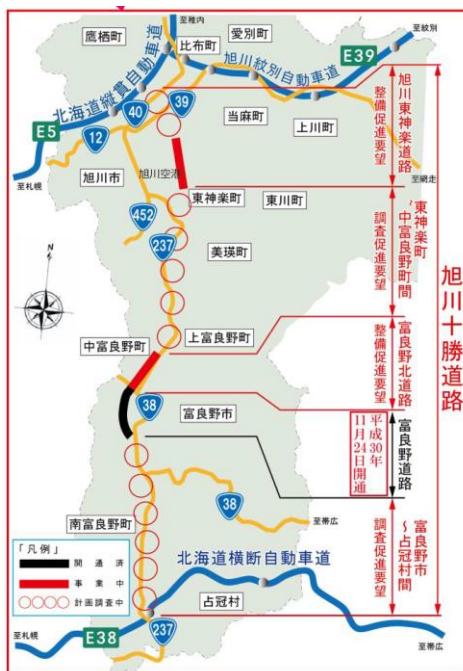 至稚内
鷹栖町
比布町
愛別町
至紋別
旭川紋別自動車道
E39
北海道縦貫自動車道
40
39
当麻町
上川町
E5
12
至札幌
旭川市
旭川空港
至網走
東神楽町
東川町
452
237
美瑛町
N
中富良野町
上富良野町
38
富良野市
38
至帯広
南富良野町
北海道横断自動車道
至帯広
占冠村
至札幌
E38
237
「凡例」
開通済
事業中
計画調査中
旭川東神楽道路
整備促進要望
東神楽町
~中富良野町間
調査促進要望
富良野北道路
整備促進要望
富良野道路
平成30年
11月24日開通
富良野市
~占冠村間
調査促進要望
旭川十勝道路